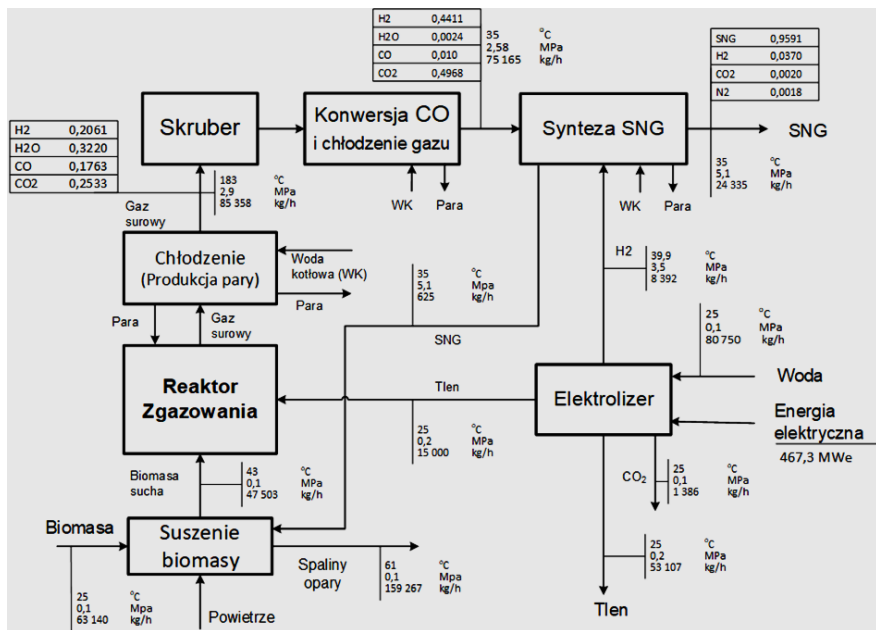 H2 0,4411
H2O 0,0024
CO 0,010
CO2 0,4968
35 °C
2,58 MPa
75 165 kg/h
SNG 0,9591
H2 0,0370
CO2 0,0020
N2 0,0018
H2 0,2061
H2O 0,3220
CO 0,1763
CO2 0,2533
Skruber
Konwersja CO
i chłodzenie gazu
Synteza SNG
SNG
35 °C
5,1 MPa
24 335 kg/h
183 °C
2,9 MPa
85 358 kg/h
Gaz
surowy
WK
Para
WK
Para
Chłodzenie
(Produkcja pary)
Woda
kotłowa (WK)
Para
35 °C
5,1 Mpa
625 kg/h
SNG
H2
39,9 °C
3,5 MPa
8 392 kg/h
Para
Gaz
surowy
25 °C
0,1 MPa
80 750 kg/h
Reaktor
Zgazowania
Tlen
25 °C
0,2 MPa
15 000 kg/h
Elektrolizer
Woda
Energia
elektryczna
467,3 MWe
Biomasa
sucha
43 °C
0,1 MPa
47 503 kg/h
CO2
25 °C
0,1 MPa
1 386 kg/h
Biomasa
Suszenie
biomasy
Spaliny
opary
61 °C
0,1 Mpa
159 267 kg/h
25 °C
0,2 MPa
53 107 kg/h
25 °C
0,1 Mpa
63 140 kg/h
Powietrze
Tlen